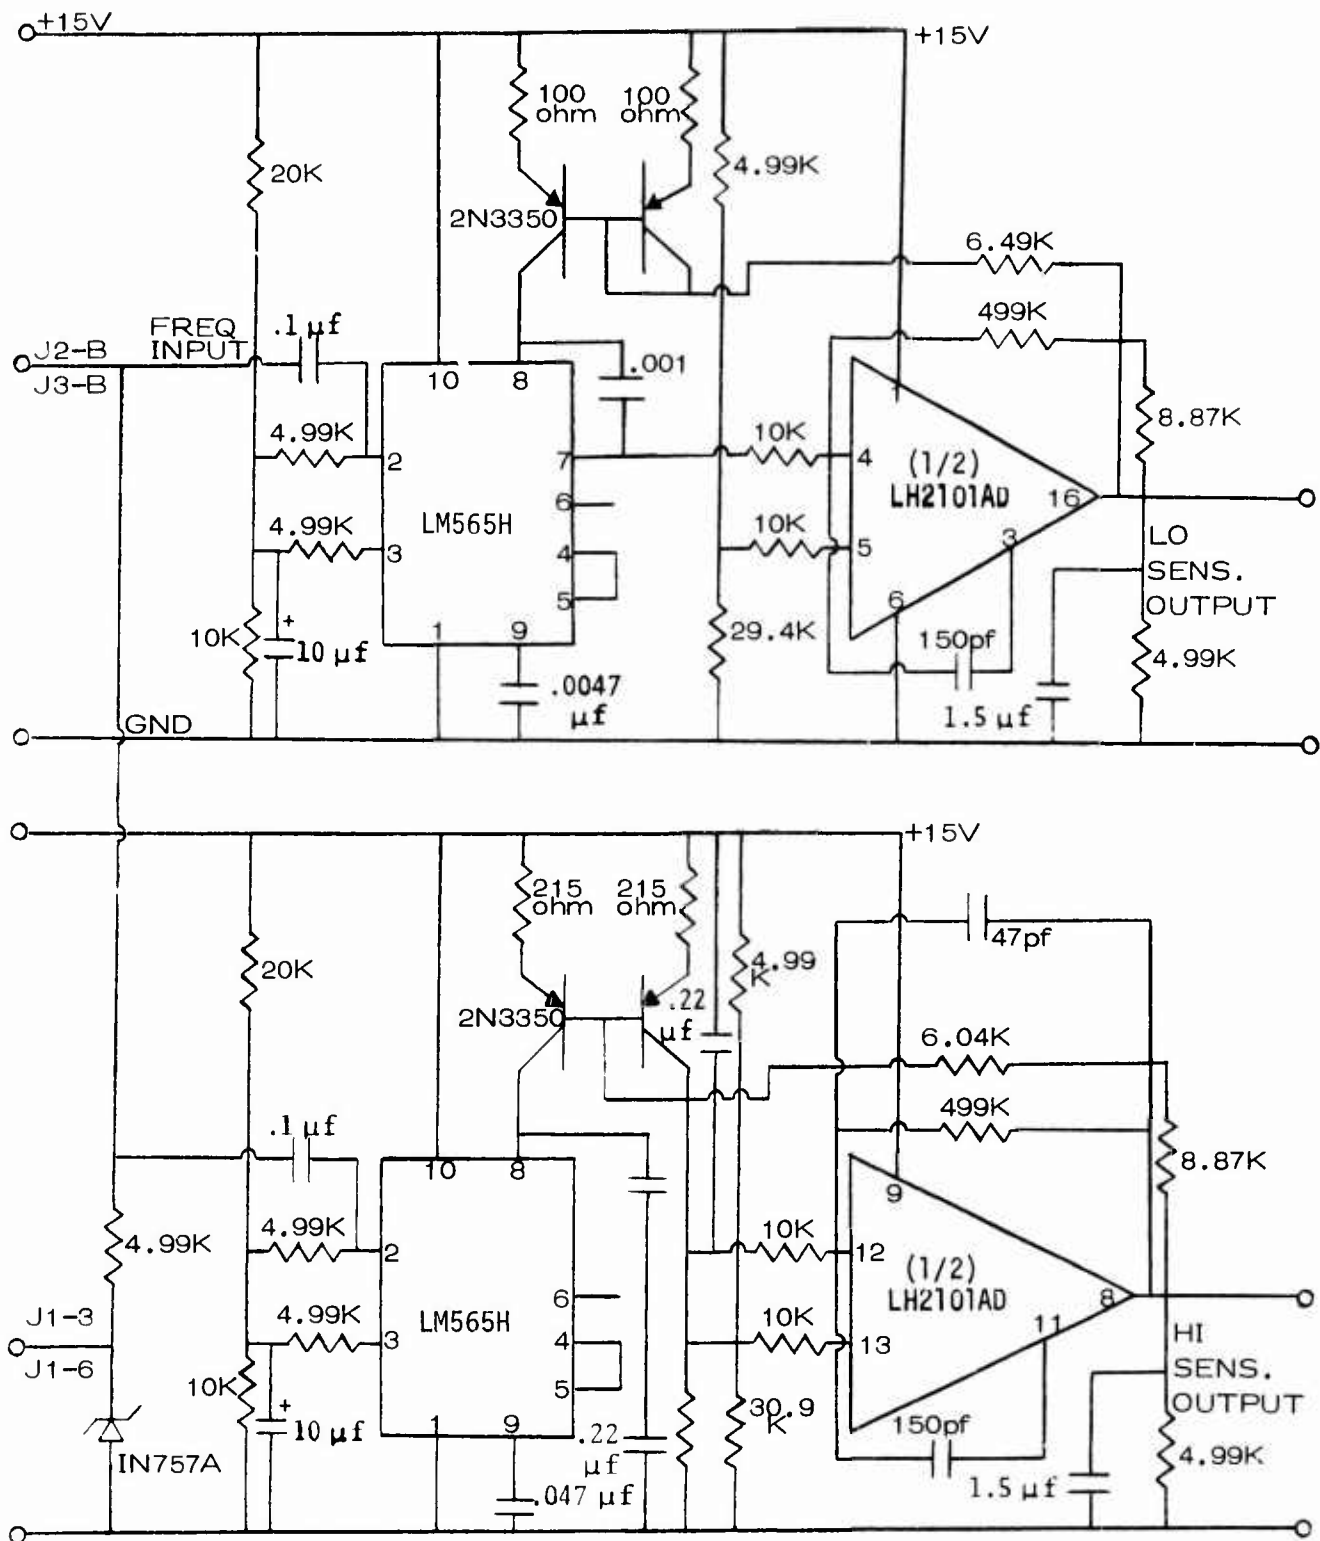 +15V
+15V
100
ohm
100
ohm
20K
4.99K
2N3350
6.49K
499K
FREQ
INPUT
.1 µf
J2-B
J3-B
10
8
.001
8.87K
4.99K
2
7
10K
4
(1/2)
LH2101AD
16
6
4.99K
3
LM565H
4
10K
5
3
LO
SENS.
OUTPUT
5
6
10K
+
10 µf
1
9
29.4K
150pf
4.99K
.0047
µf
1.5 µf
GND
+15V
215
ohm
215
ohm
47pf
20K
4.99
K
2N3350
.22
µf
6.04K
499K
.1 µf
10
8
8.87K
9
4.99K
4.99K
2
10K
12
(1/2)
LH2101AD
8
6
J1-3
4.99K
3
LM565H
4
10K
13
11
HI
SENS.
OUTPUT
J1-6
10K
5
+
10 µf
1
9
.22
µf
30.9
K
150pf
4.99K
IN757A
.047 µf
1.5 µf